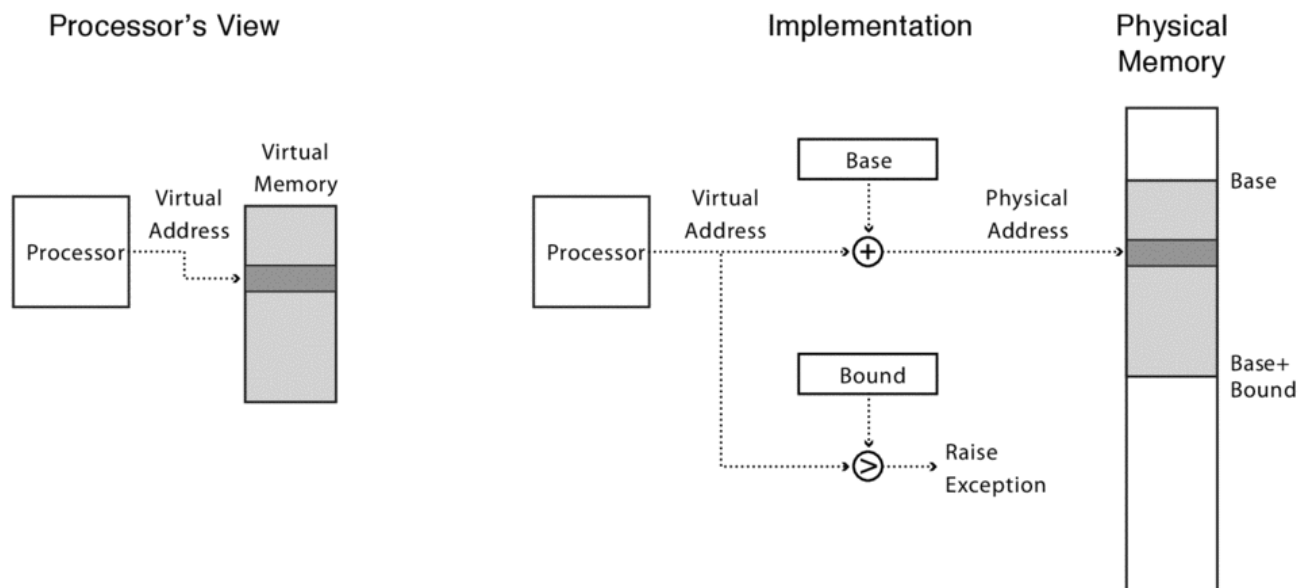 Processor's View
Implementation
Physical
Memory
Virtual
Memory
Virtual
Address
Processor
Base
Virtual
Address
Physical
Address
Processor
+
Base
Bound
Base+
Bound
>
Raise
Exception